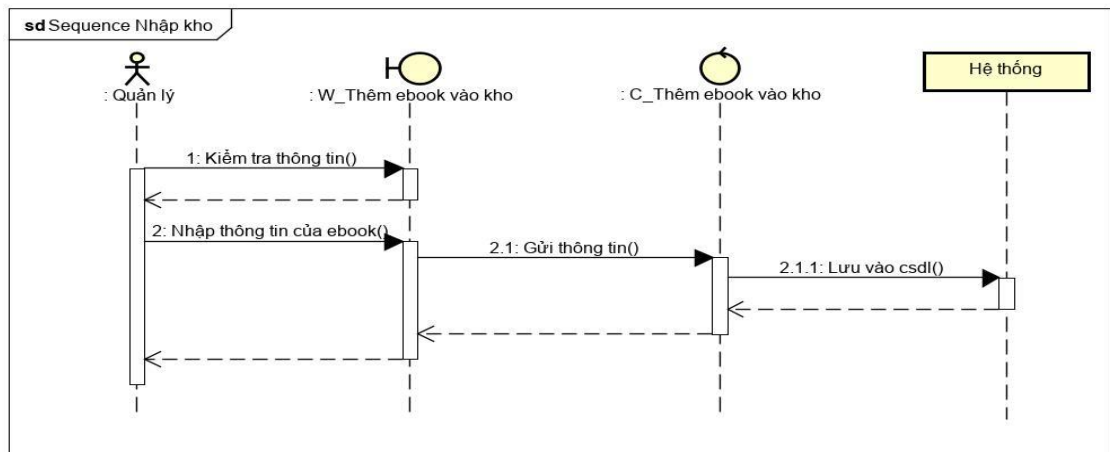 sd Sequence Nhập kho
: Quản lý
: W_Thêm ebook vào kho
: C_Thêm ebook vào kho
Hệ thống
1: Kiểm tra thông tin()
2: Nhập thông tin của ebook()
2.1: Gửi thông tin()
2.1.1: Lưu vào csdl()